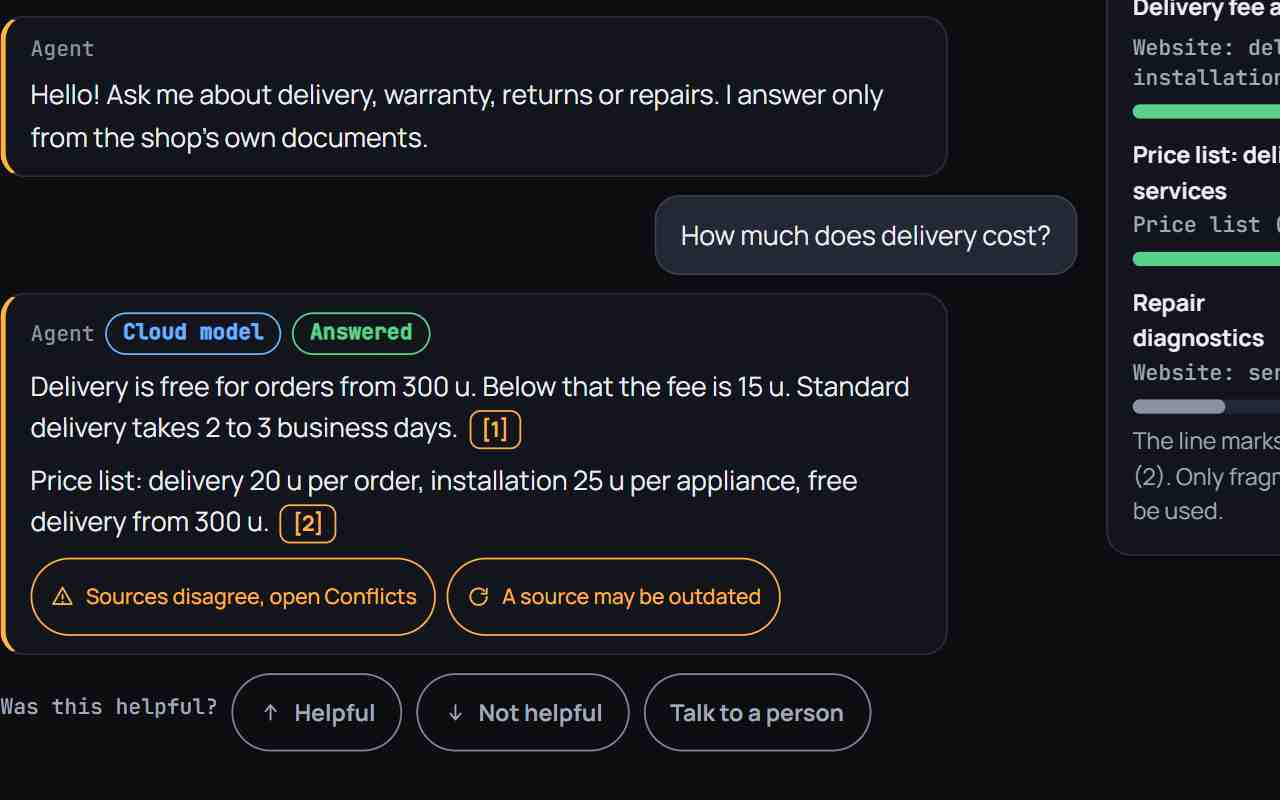 Agent
Hello! Ask me about delivery, warranty, returns or repairs. I answer only
from the shop's own documents.
How much does delivery cost?
Agent Cloud model Answered
Delivery is free for orders from 300 u. Below that the fee is 15 u. Standard
delivery takes 2 to 3 business days. [1]
Price list: delivery 20 u per order, installation 25 u per appliance, free
delivery from 300 u. [2]
Sources disagree, open Conflicts A source may be outdated
Was this helpful? ↑ Helpful ↓ Not helpful Talk to a person
Delivery fee
Website:
installation
Price list:
services
Price list
Repair
diagnostics
Website:
The line marks
(2). Only
be used.